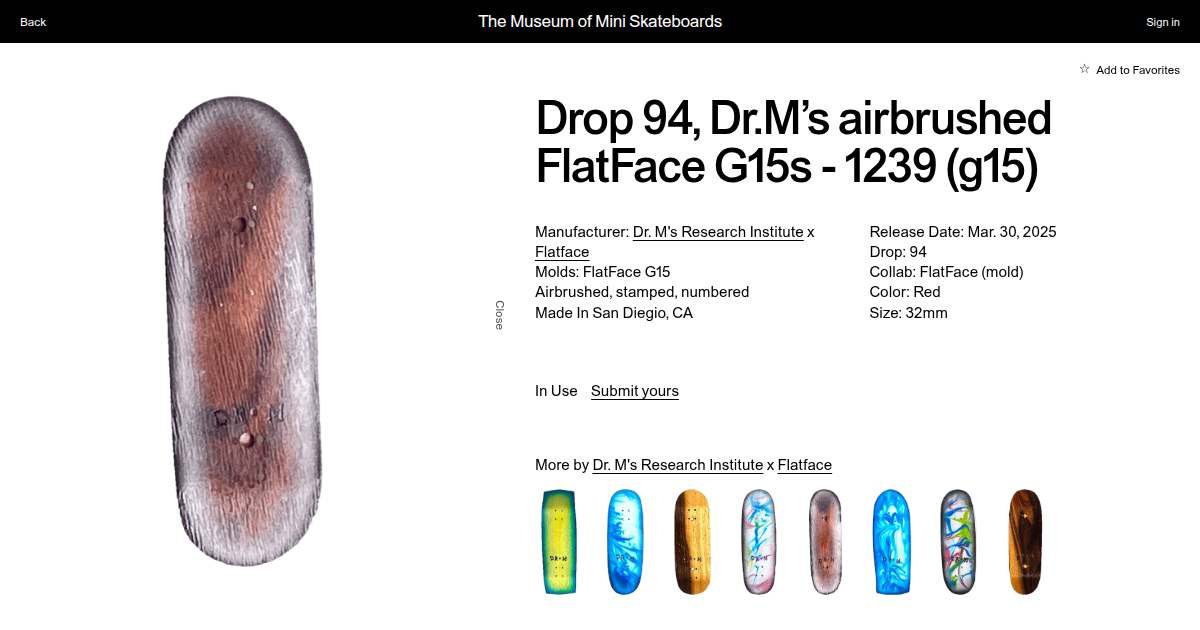 Back
The Museum of Mini Skateboards
Sign in
☆ Add to Favorites
Drop 94, Dr.M’s airbrushed
FlatFace G15s - 1239 (g15)
Manufacturer: Dr. M's Research Institute x
Flatface
Molds: FlatFace G15
Airbrushed, stamped, numbered
Made In San Diegio, CA
Release Date: Mar. 30, 2025
Drop: 94
Collab: FlatFace (mold)
Color: Red
Size: 32mm
Close
DR•M
In Use Submit yours
More by Dr. M's Research Institute x Flatface